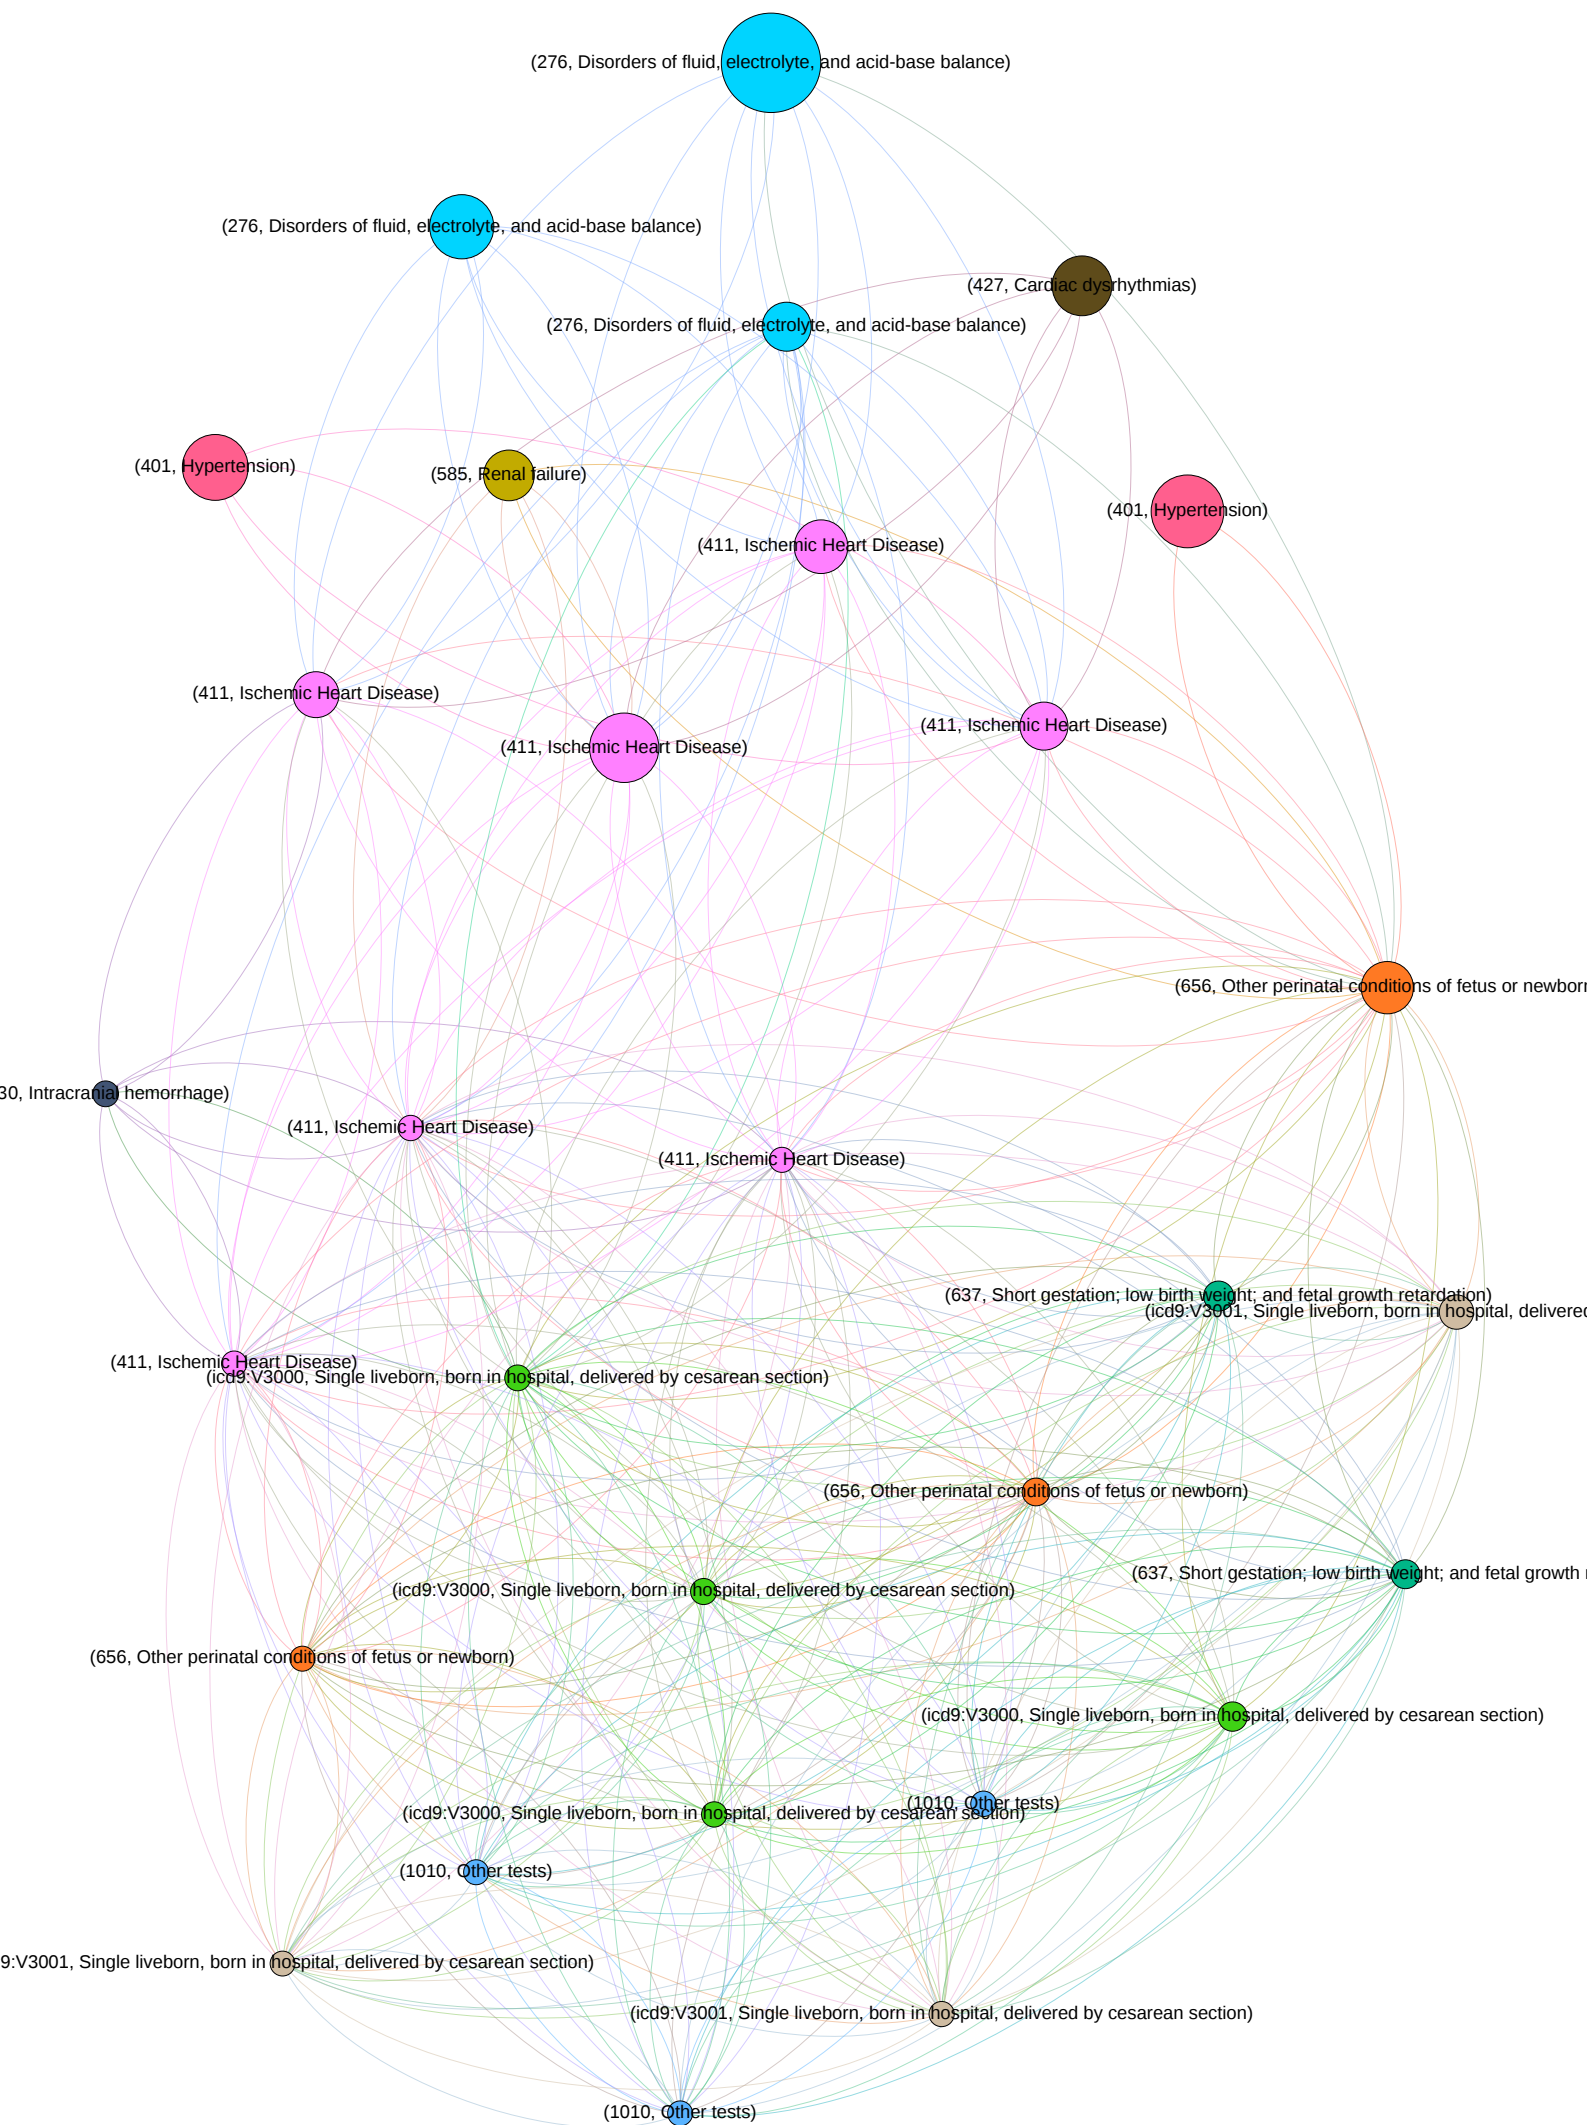 (276, Disorders of fluid, electrolyte, and acid-base balance)
(276, Disorders of fluid, electrolyte, and acid-base balance)
(427, Cardiac dysrhythmias)
(276, Disorders of fluid, electrolyte, and acid-base balance)
(401, Hypertension)
(585, Renal failure)
(401, Hypertension)
(411, Ischemic Heart Disease)
(411, Ischemic Heart Disease)
(411, Ischemic Heart Disease)
(411, Ischemic Heart Disease)
(656, Other perinatal conditions of fetus or newborn
30, Intracranial hemorrhage)
(411, Ischemic Heart Disease)
(411, Ischemic Heart Disease)
(637, Short gestation; low birth weight; and fetal growth retardation)
(icd9:V3001, Single liveborn, born in hospital, delivered
(411, Ischemic Heart Disease)
(icd9:V3000, Single liveborn, born in hospital, delivered by cesarean section)
(656, Other perinatal conditions of fetus or newborn)
(637, Short gestation; low birth weight; and fetal growth
(icd9:V3000, Single liveborn, born in hospital, delivered by cesarean section)
(656, Other perinatal conditions of fetus or newborn)
(icd9:V3000, Single liveborn, born in hospital, delivered by cesarean section)
(1010, Other tests)
(icd9:V3000, Single liveborn, born in hospital, delivered by cesarean section)
(1010, Other tests)
9:V3001, Single liveborn, born in hospital, delivered by cesarean section)
(icd9:V3001, Single liveborn, born in hospital, delivered by cesarean section)
(1010, Other tests)